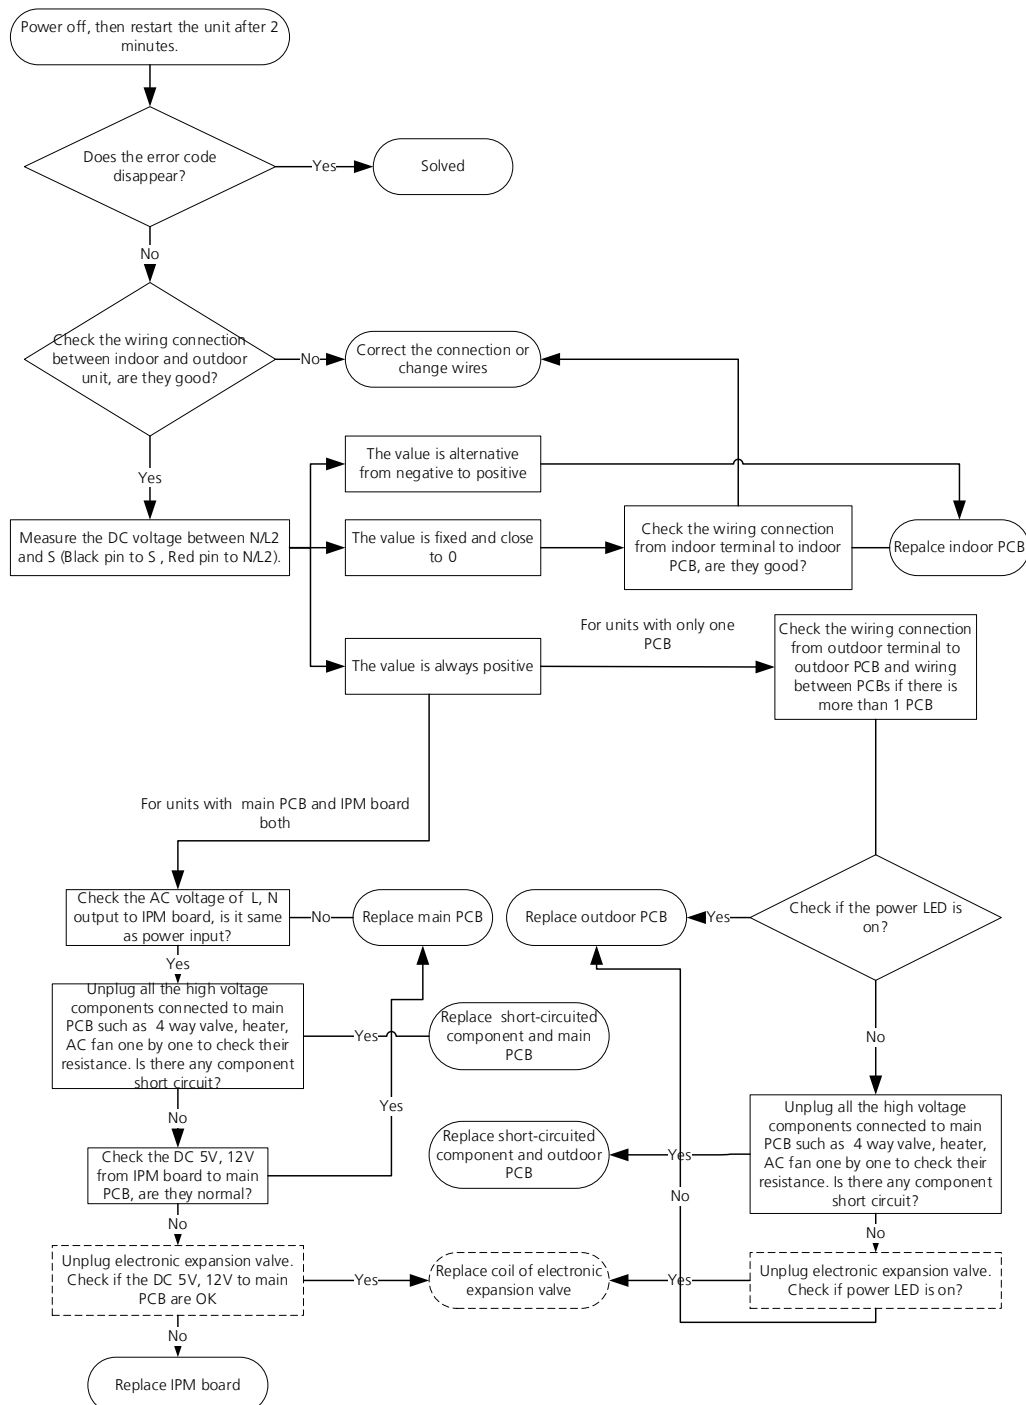 Power off, then restart the unit after 2
minutes.
Does the error code
disappear?
Yes
Solved
No
Check the wiring connection
between indoor and outdoor
unit, are they good?
No
Correct the connection or
change wires
Yes
The value is alternative
from negative to positive
Measure the DC voltage between N/L2
and S (Black pin to S , Red pin to N/L2).
The value is fixed and close
to 0
Check the wiring connection
from indoor terminal to indoor
PCB, are they good?
Repalce indoor PCB
The value is always positive
For units with only one
PCB
Check the wiring connection
from outdoor terminal to
outdoor PCB and wiring
between PCBs if there is
more than 1 PCB
For units with  main PCB and IPM board
both
Check the AC voltage of  L, N
output to IPM board, is it same
as power input?
No
Replace main PCB
Replace outdoor PCB
Yes
Check if the power LED is
on?
Yes
Unplug all the high voltage
components connected to main
PCB such as  4 way valve, heater,
AC fan one by one to check their
resistance. Is there any component
short circuit?
Yes
Replace  short-circuited
component and main
PCB
No
Yes
No
Check the DC 5V, 12V
from IPM board to main
PCB, are they normal?
Replace short-circuited
component and outdoor
PCB
Yes
Unplug all the high voltage
components connected to main
PCB such as  4 way valve, heater,
AC fan one by one to check their
resistance. Is there any component
short circuit?
No
No
No
Unplug electronic expansion valve.
Check if the DC 5V, 12V to main
PCB are OK
Yes
Replace coil of electronic
expansion valve
Yes
Unplug electronic expansion valve.
Check if power LED is on?
No
Replace IPM board